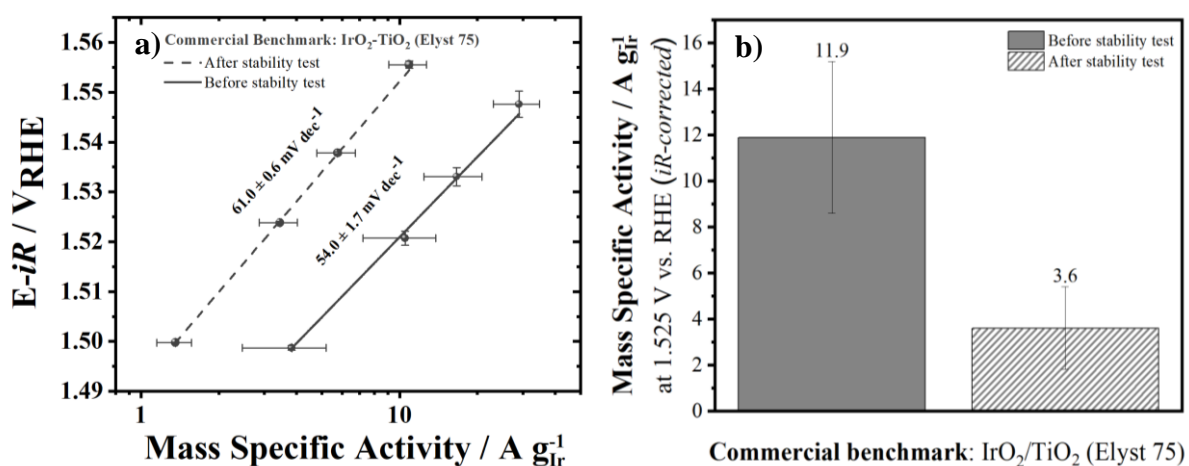 a)
Commercial Benchmark: IrO2-TiO2 (Elyst 75)
After stability test
Before stabilty test
61.0 ± 0.6 mV dec-1
54.0 ± 1.7 mV dec-1
E-iR / VRHE
1.56
1.55
1.54
1.53
1.52
1.51
1.50
1.49
1
10
Mass Specific Activity / A gIr-1
b)
Before stability test
After stability test
11.9
3.6
Mass Specific Activity / A gIr-1
at 1.525 V vs. RHE (iR-corrected)
16
14
12
10
8
6
4
2
0
Commercial benchmark: IrO2/TiO2 (Elyst 75)